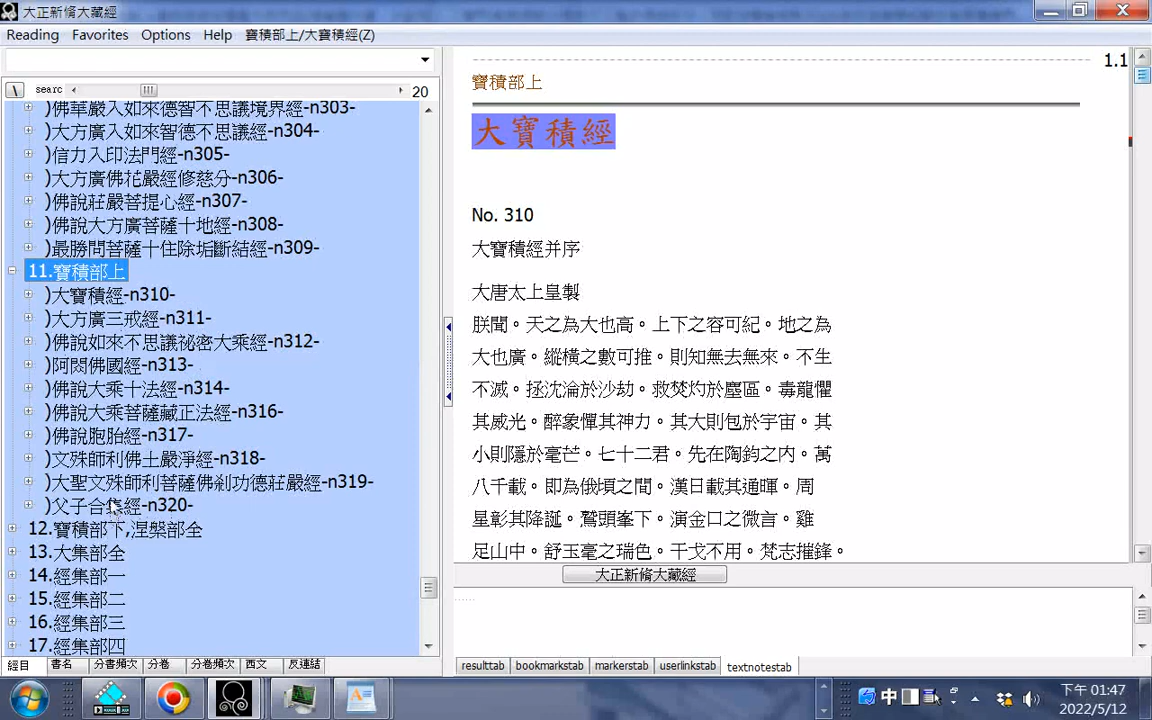 大正新脩大藏經
Reading Favorites Options Help 寶積部上/大寶積經(Z)
searc 20
)佛華嚴入如來德智不思議境界經-n303-
)大方廣入如來智德不思議經-n304-
)信力入印法門經-n305-
)大方廣佛花嚴經修慈分-n306-
)佛說莊嚴菩提心經-n307-
)佛說大方廣菩薩十地經-n308-
)最勝問菩薩十住除垢斷結經-n309-
11.寶積部上
)大寶積經-n310-
)大方廣三戒經-n311-
)佛說如來不思議祕密大乘經-n312-
)阿閦佛國經-n313-
)佛說大乘十法經-n314-
)佛說大乘菩薩藏正法經-n316-
)佛說胞胎經-n317-
)文殊師利佛土嚴淨經-n318-
)大聖文殊師利菩薩佛剎功德莊嚴經-n319-
)父子合集經-n320-
12.寶積部下,涅槃部全
13.大集部全
14.經集部一
15.經集部二
16.經集部三
17.經集部四
經目 書名 分書頻次 分卷 分卷頻次 西文 反連結
1.1
寶積部上
大寶積經
No. 310
大寶積經并序
大唐太上皇製
朕聞。天之為大也高。上下之容可紀。地之為
大也廣。縱橫之數可推。則知無去無來。不生
不滅。拯沈淪於沙劫。救焚灼於塵區。毒龍懼
其威光。醉象憚其神力。其大則包於宇宙。其
小則隱於毫芒。七十二君。先在陶鈞之內。萬
八千載。即為俄頃之間。漢日載其通暉。周
星彰其降誕。鷲頭峯下。演金口之微言。雞
足山中。舒玉毫之瑞色。干戈不用。梵志摧鋒。
大正新脩大藏經
resulttab bookmarkstab markerstab userlinkstab textnotestab
中
下午 01:47
2022/5/12